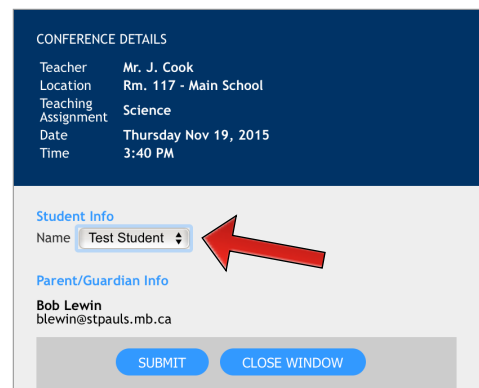 CONFERENCE DETAILS
Teacher Mr. J. Cook
Location Rm. 117 - Main School
Teaching Assignment Science
Date Thursday Nov 19, 2015
Time 3:40 PM
Student Info
Name Test Student
Parent/Guardian Info
Bob Lewin
blewin@stpauls.mb.ca
SUBMIT CLOSE WINDOW